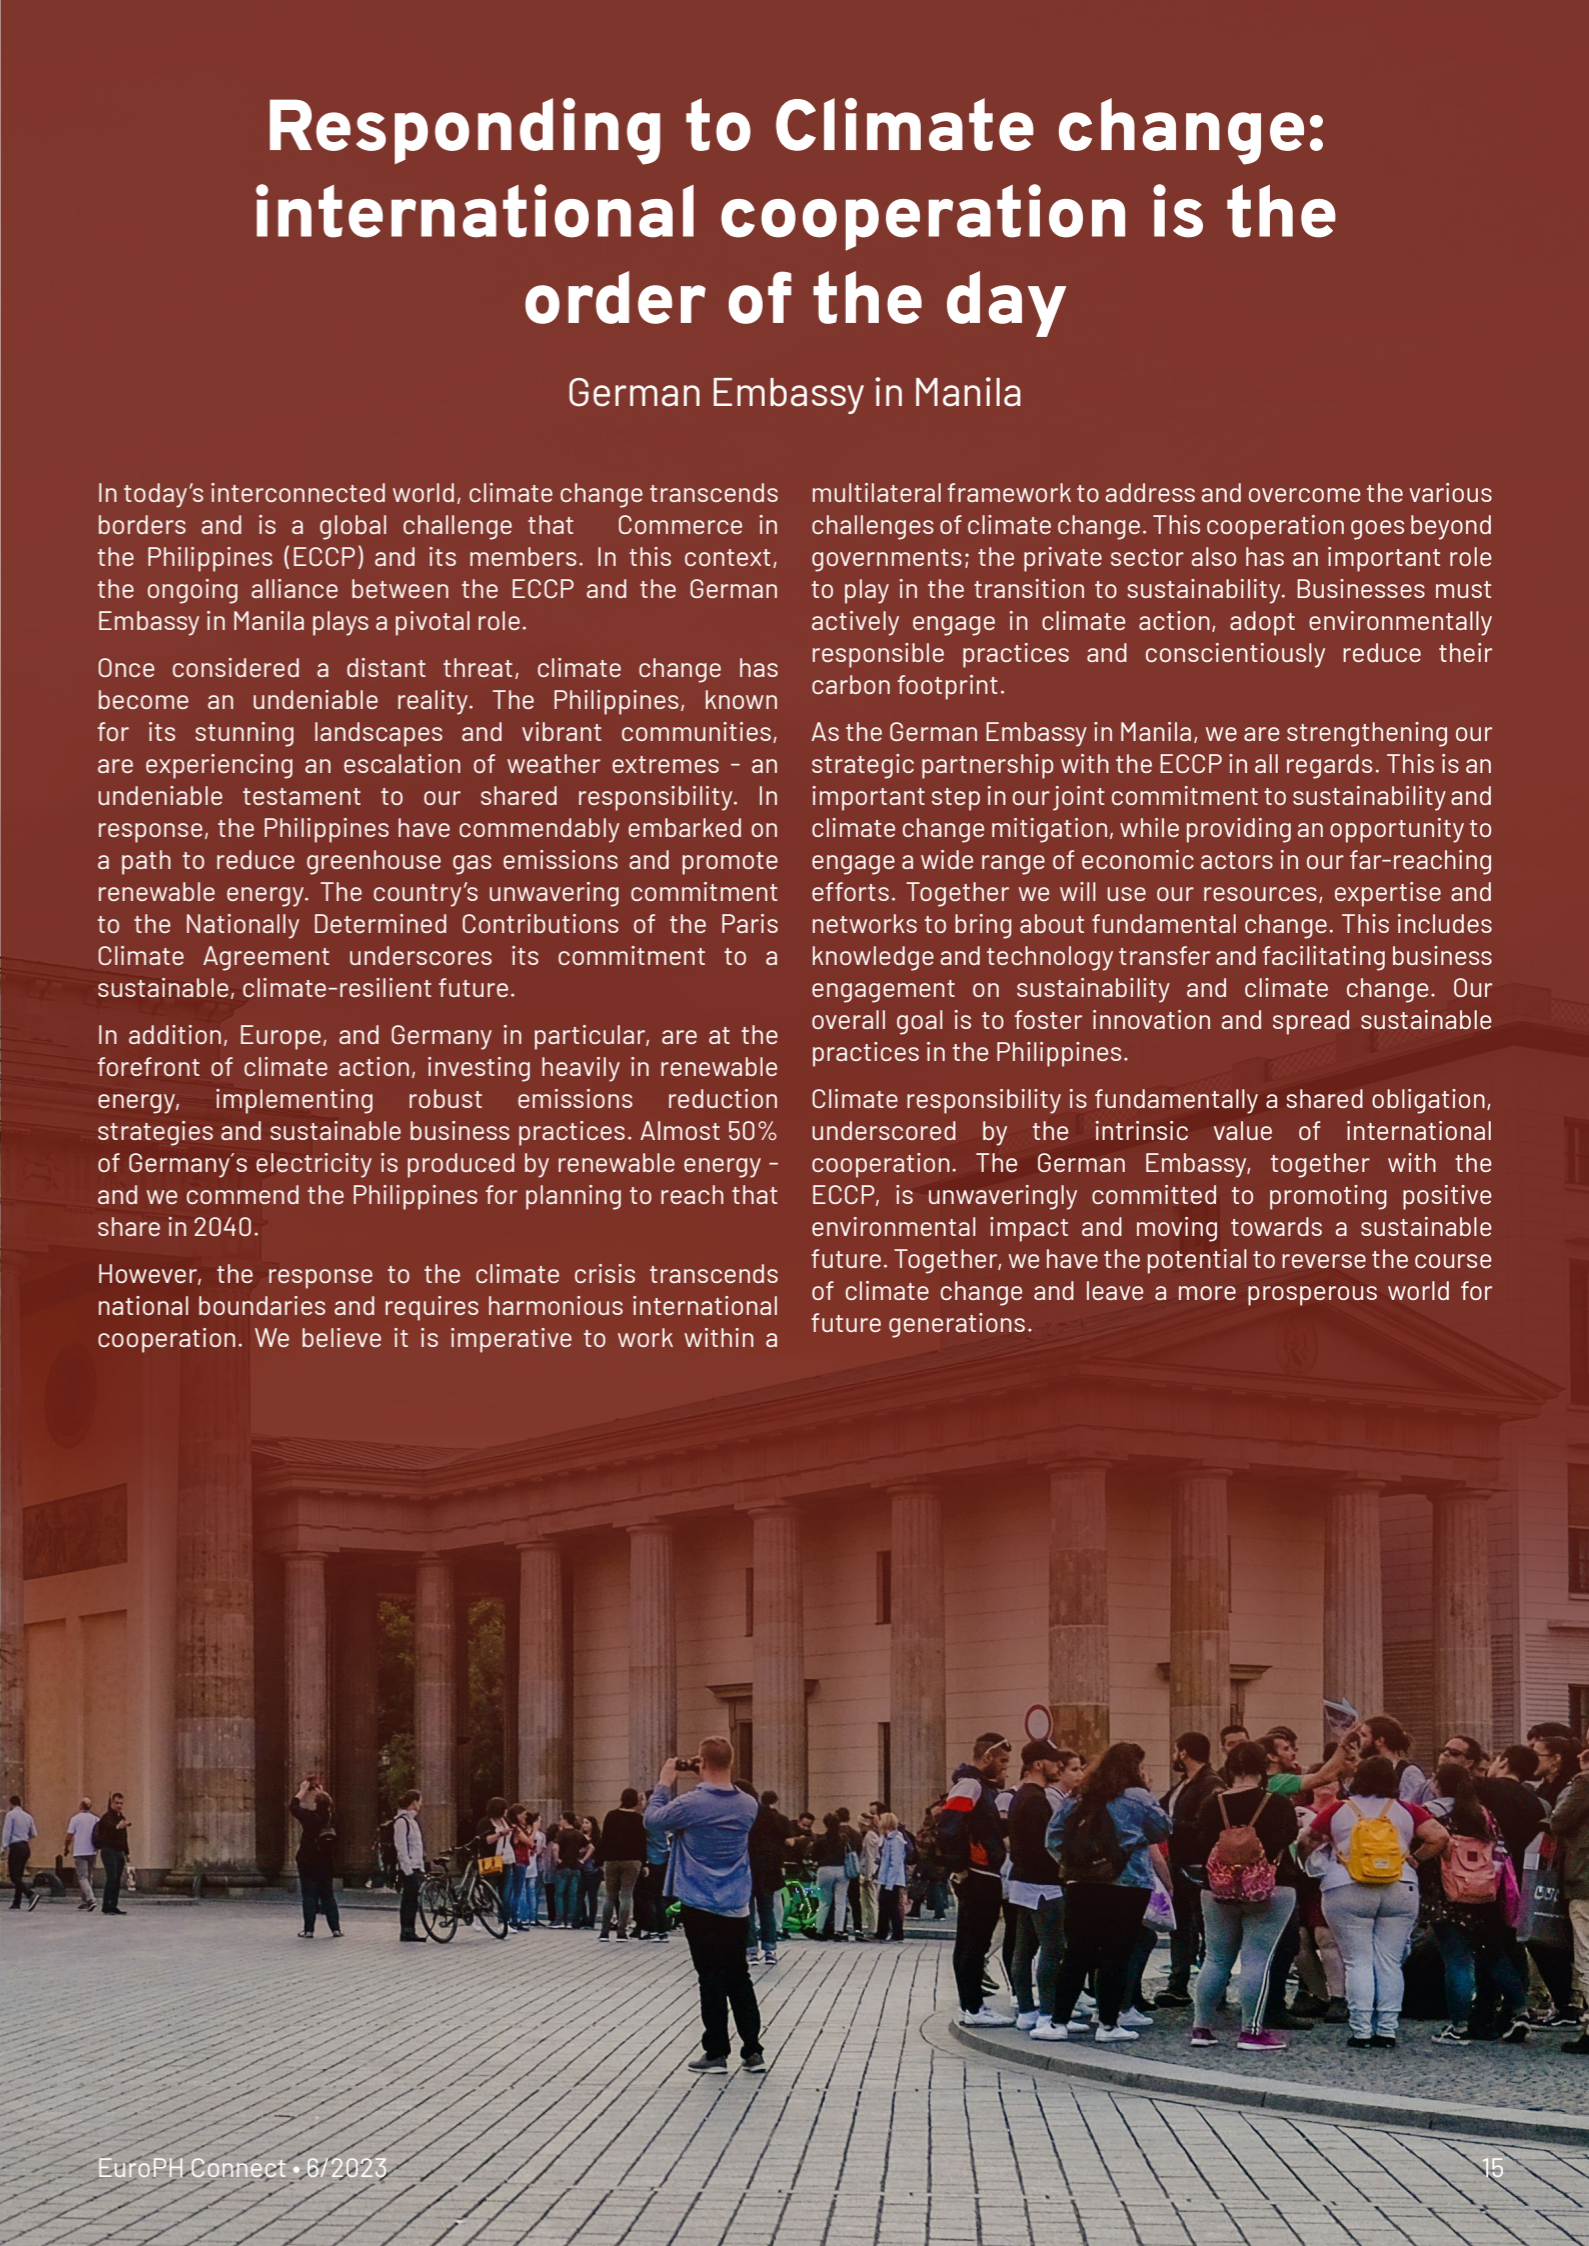 Responding to Climate change:
international cooperation is the
order of the day
German Embassy in Manila
In today's interconnected world, climate change transcends
borders and is a global challenge that Commerce in
the Philippines (ECCP) and its members. In this context,
the ongoing alliance between the ECCP and the German
Embassy in Manila plays a pivotal role.
Once considered a distant threat, climate change has
become an undeniable reality. The Philippines, known
for its stunning landscapes and vibrant communities,
are experiencing an escalation of weather extremes - an
undeniable testament to our shared responsibility. In
response, the Philippines have commendably embarked on
a path to reduce greenhouse gas emissions and promote
renewable energy. The country's unwavering commitment
to the Nationally Determined Contributions of the Paris
Climate Agreement underscores its commitment to a
sustainable, climate-resilient future.
In addition, Europe, and Germany in particular, are at the
forefront of climate action, investing heavily in renewable
energy, implementing robust emissions reduction
strategies and sustainable business practices. Almost 50%
of Germany´s electricity is produced by renewable energy -
and we commend the Philippines for planning to reach that
share in 2040.
However, the response to the climate crisis transcends
national boundaries and requires harmonious international
cooperation. We believe it is imperative to work within a
multilateral framework to address and overcome the various
challenges of climate change. This cooperation goes beyond
governments; the private sector also has an important role
to play in the transition to sustainability. Businesses must
actively engage in climate action, adopt environmentally
responsible practices and conscientiously reduce their
carbon footprint.
As the German Embassy in Manila, we are strengthening our
strategic partnership with the ECCP in all regards. This is an
important step in our joint commitment to sustainability and
climate change mitigation, while providing an opportunity to
engage a wide range of economic actors in our far-reaching
efforts. Together we will use our resources, expertise and
networks to bring about fundamental change. This includes
knowledge and technology transfer and facilitating business
engagement on sustainability and climate change. Our
overall goal is to foster innovation and spread sustainable
practices in the Philippines.
Climate responsibility is fundamentally a shared obligation,
underscored by the intrinsic value of international
cooperation. The German Embassy, together with the
ECCP, is unwaveringly committed to promoting positive
environmental impact and moving towards a sustainable
future. Together, we have the potential to reverse the course
of climate change and leave a more prosperous world for
future generations.
EuroPH Connect • 6/2023
15